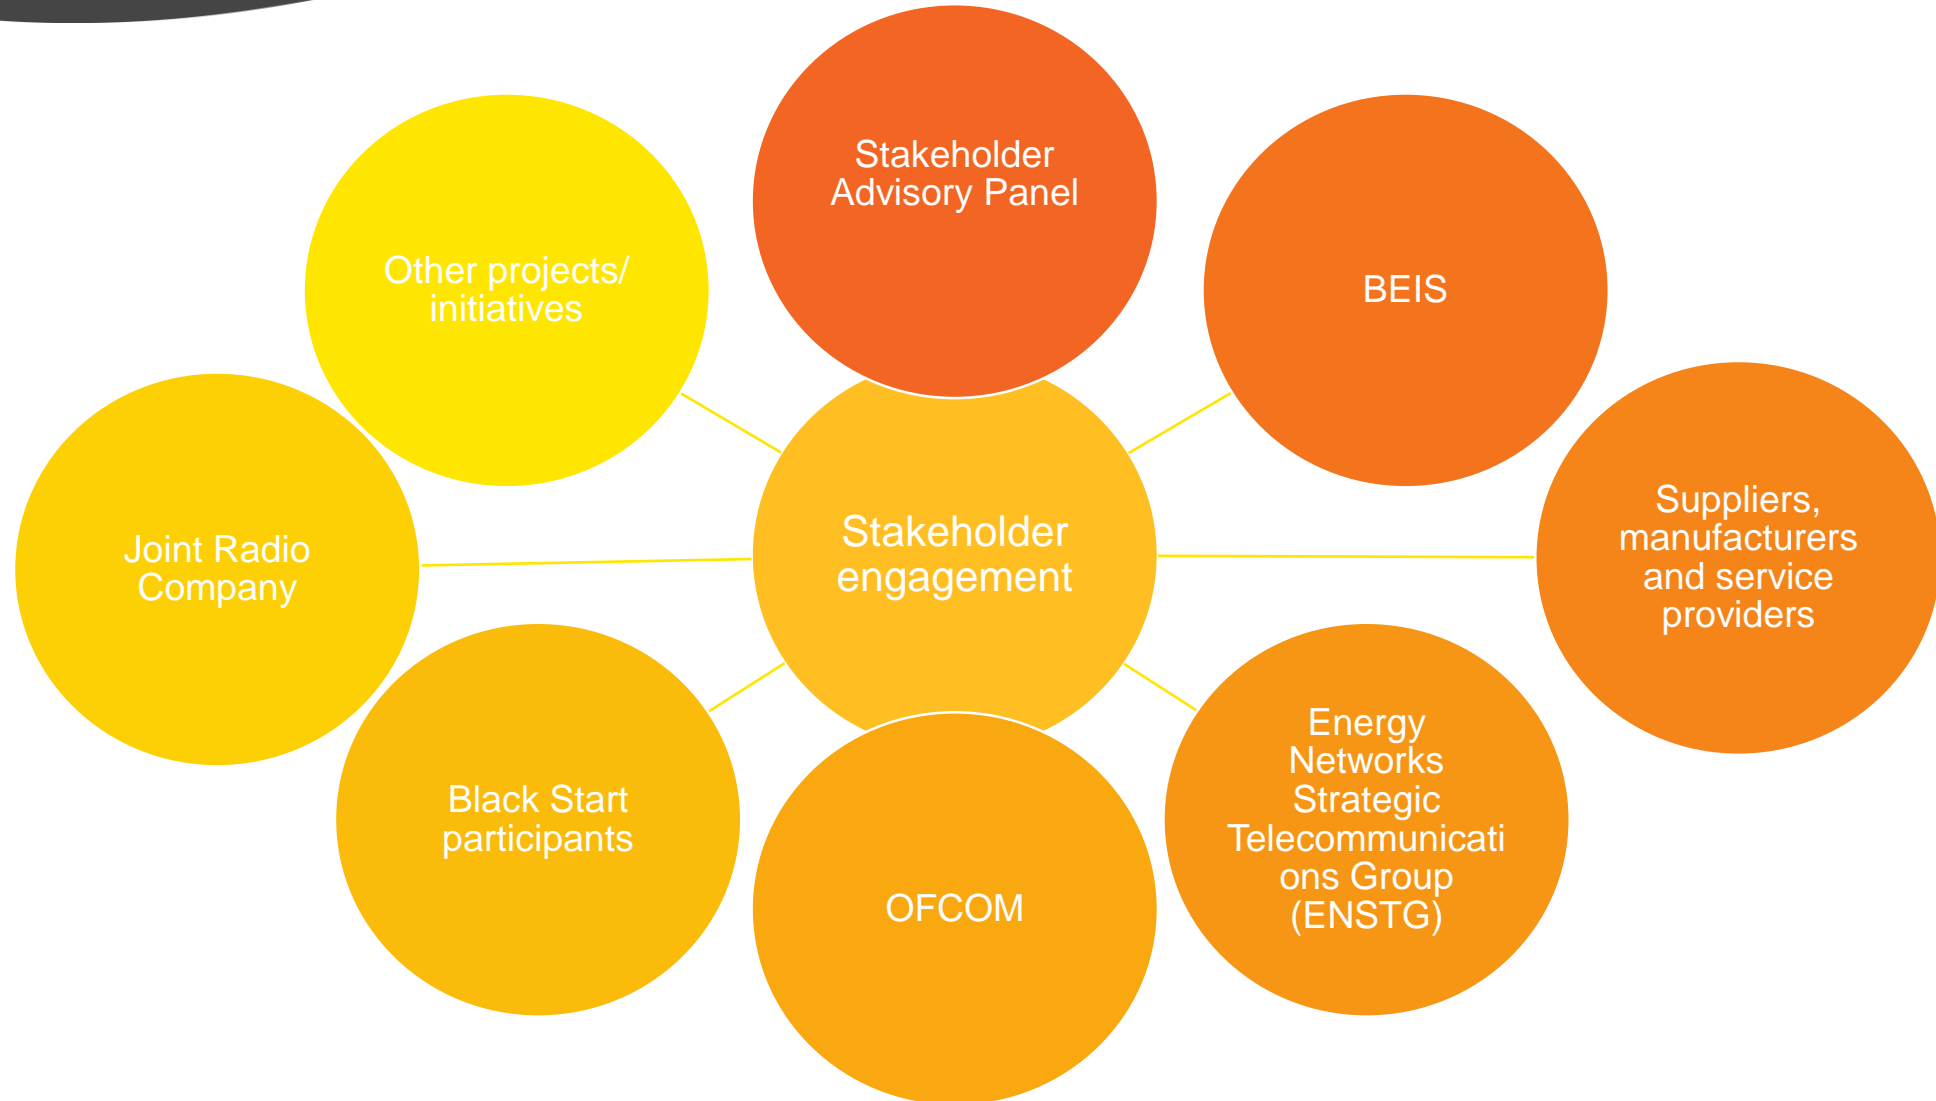 Stakeholder
Advisory Panel
BEIS
Suppliers,
manufacturers
and service
providers
Energy
Networks
Strategic
Telecommunicati
ons Group
(ENSTG)
OFCOM
Black Start
participants
Joint Radio
Company
Other projects/
initiatives
Stakeholder
engagement